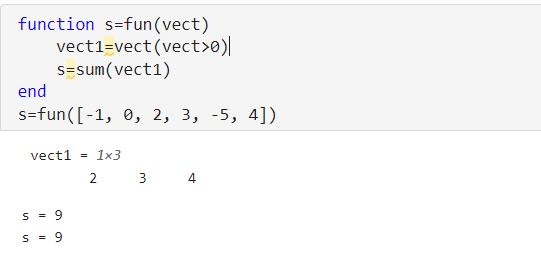 function s=fun(vect)
vect1=vect(vect>0)
s=sum(vect1)
end
s=fun([-1, 0, 2, 3, -5, 4])
vect1 = 1×3
2 3 4
s = 9
s = 9